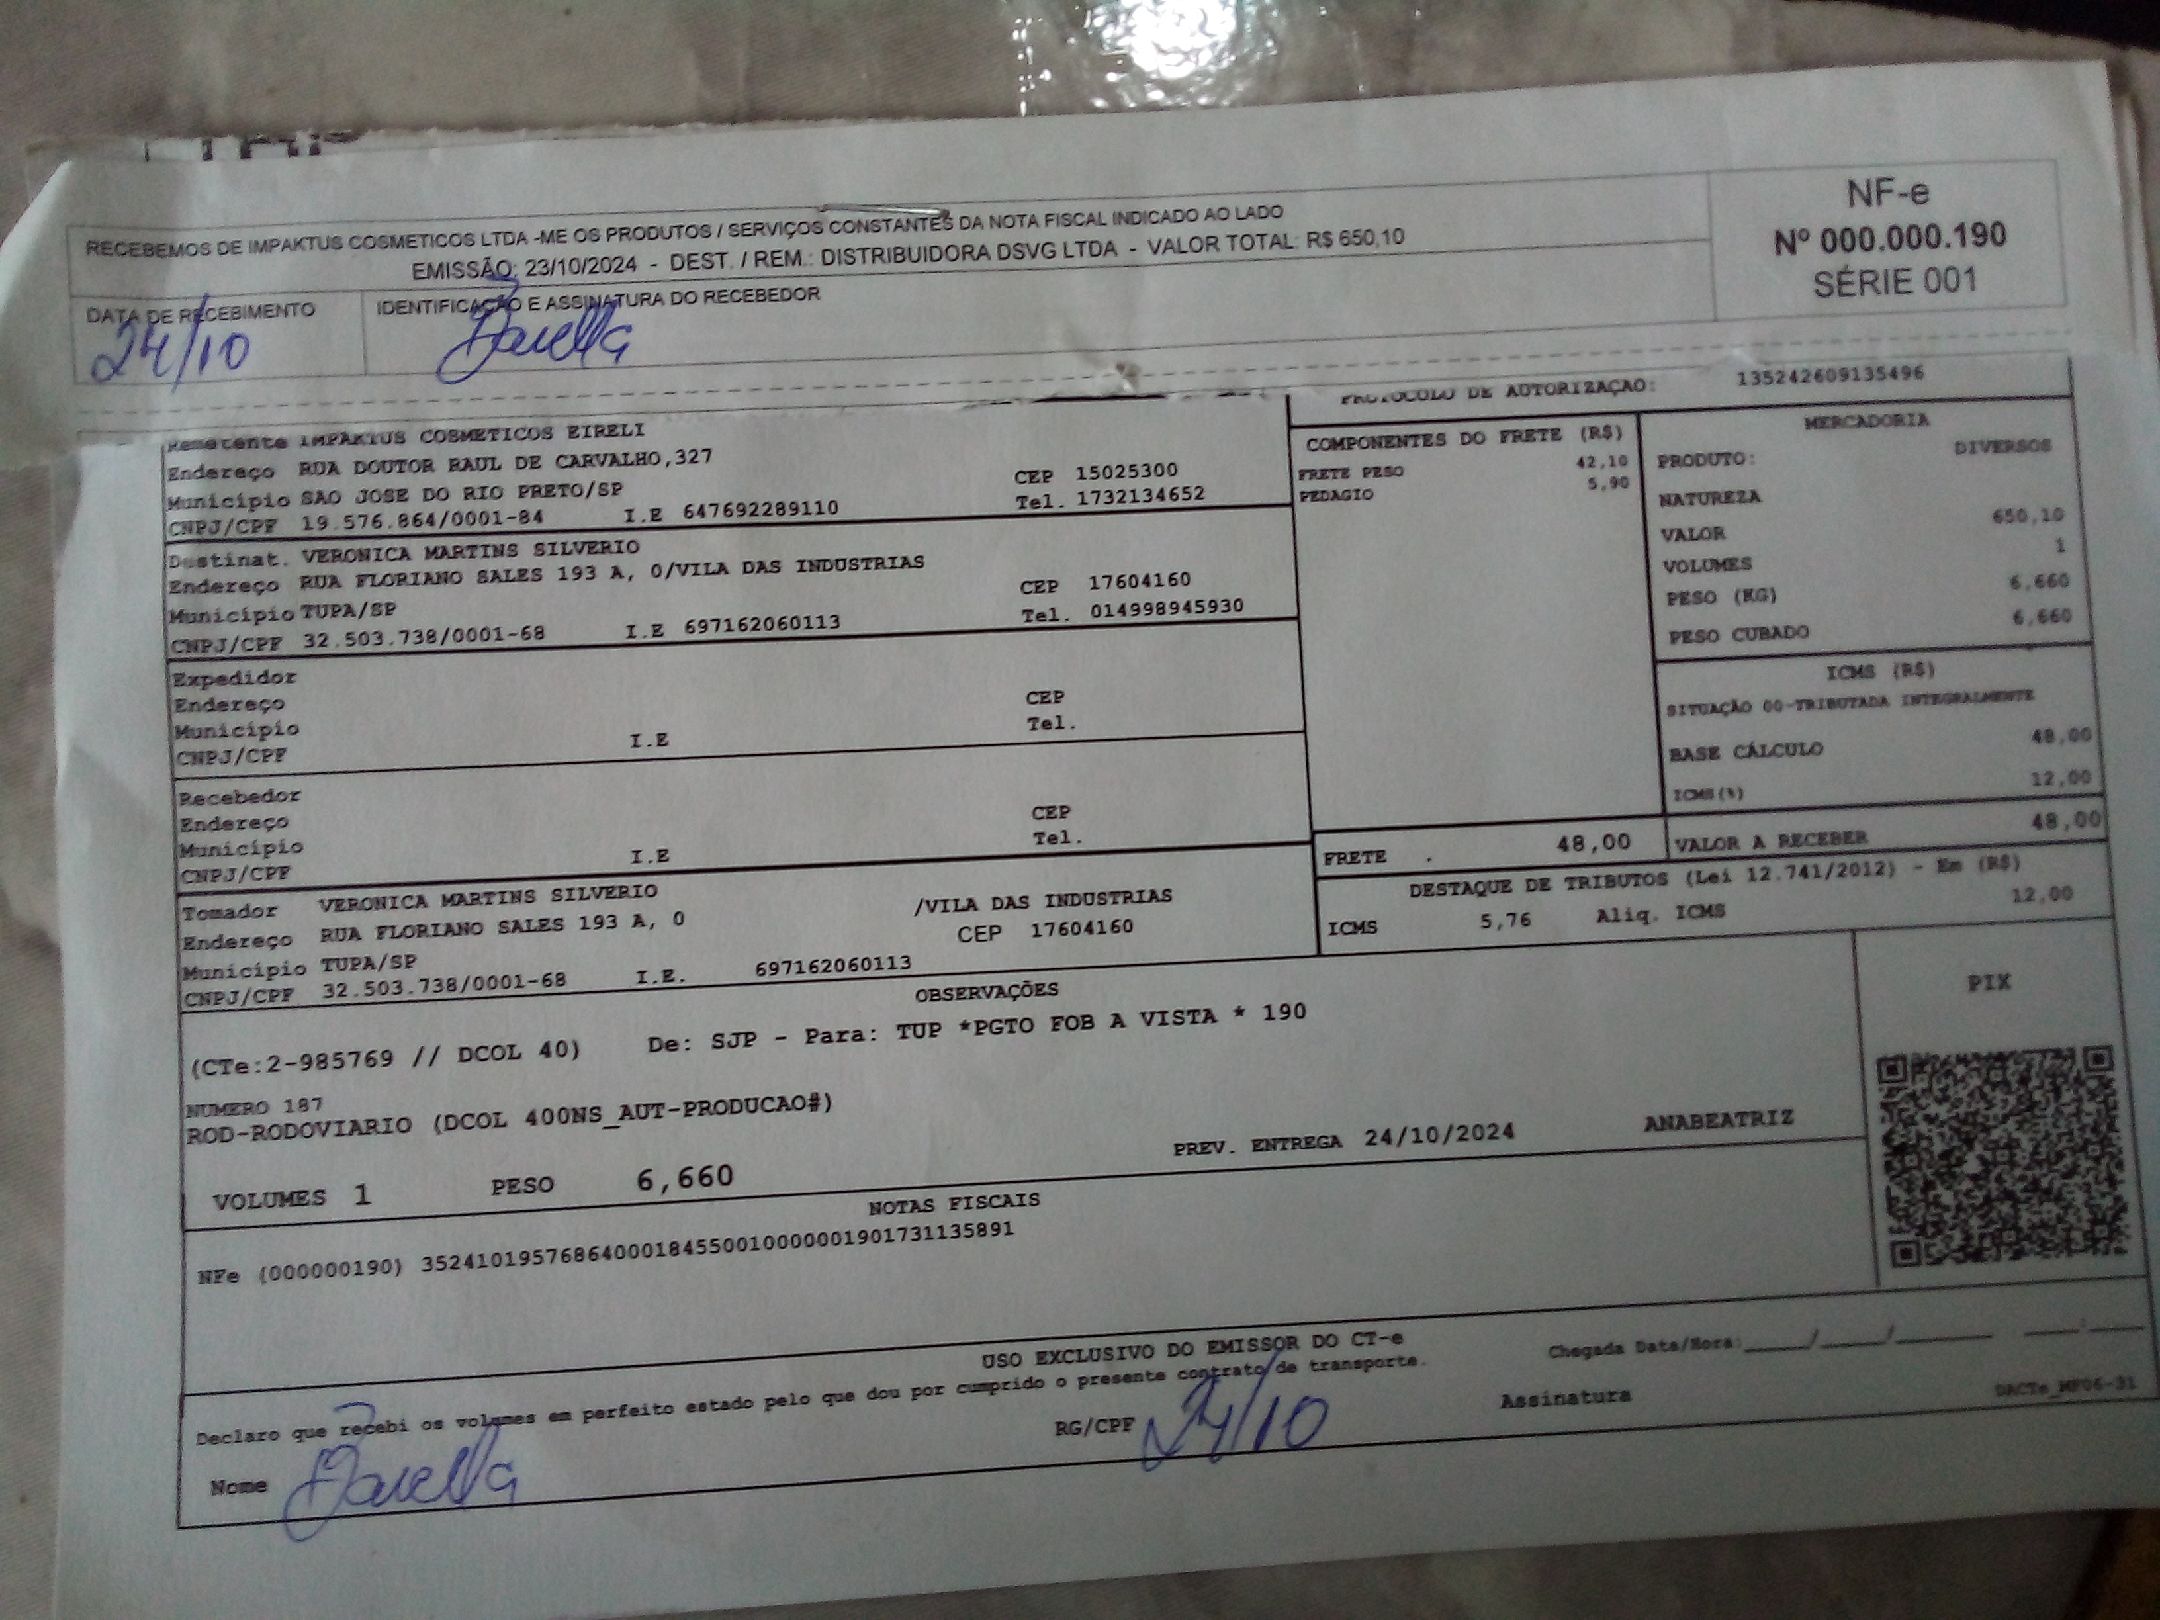 RECEBEMOS DE IMPAKTUS COSMETICOS LTDA -ME OS PRODUTOS / SERVIÇOS CONSTANTES DA NOTA FISCAL INDICADO AO LADO
EMISSÃO: 23/10/2024 - DEST. / REM.: DISTRIBUIDORA DSVG LTDA - VALOR TOTAL: R$ 650,10
NF-e
Nº 000.000.190
SÉRIE 001
DATA DE RECEBIMENTO
24/10
IDENTIFICAÇÃO E ASSINATURA DO RECEBEDOR
PROTOCOLO DE AUTORIZAÇAO: 135242609135496
Remetente IMPAKTUS COSMETICOS EIRELI
Endereço RUA DOUTOR RAUL DE CARVALHO,327 CEP 15025300
Município SAO JOSE DO RIO PRETO/SP Tel. 1732134652
CNPJ/CPF 19.576.864/0001-84 I.E 647692289110
Destinat. VERONICA MARTINS SILVERIO
Endereço RUA FLORIANO SALES 193 A, 0/VILA DAS INDUSTRIAS CEP 17604160
Município TUPA/SP Tel. 014998945930
CNPJ/CPF 32.503.738/0001-68 I.E 697162060113
Expedidor
Endereço CEP
Município Tel.
CNPJ/CPF I.E
Recebedor
Endereço CEP
Município Tel.
CNPJ/CPF I.E
Tomador VERONICA MARTINS SILVERIO /VILA DAS INDUSTRIAS
Endereço RUA FLORIANO SALES 193 A, 0 CEP 17604160
Município TUPA/SP
CNPJ/CPF 32.503.738/0001-68 I.E. 697162060113
COMPONENTES DO FRETE (R$)
FRETE PESO 42,10
PEDAGIO 5,90
FRETE . 48,00
MERCADORIA
PRODUTO: DIVERSOS
NATUREZA
VALOR 650,10
VOLUMES 1
PESO (KG) 6,660
PESO CUBADO 6,660
ICMS (R$)
SITUAÇÃO 00-TRIBUTADA INTEGRALMENTE
BASE CÁLCULO 48,00
ICMS(%) 12,00
VALOR A RECEBER 48,00
DESTAQUE DE TRIBUTOS (Lei 12.741/2012) - Em (R$)
ICMS 5,76 Aliq. ICMS 12,00
OBSERVAÇÕES
(CTe:2-985769 // DCOL 40) De: SJP - Para: TUP *PGTO FOB A VISTA * 190
NUMERO 187
ROD-RODOVIARIO (DCOL 400NS_AUT-PRODUCAO#)
PREV. ENTREGA 24/10/2024 ANABEATRIZ
VOLUMES 1 PESO 6,660
PIX
NOTAS FISCAIS
NFe (000000190) 35241019576864000184550010000001901731135891
USO EXCLUSIVO DO EMISSOR DO CT-e
Declaro que recebi os volumes em perfeito estado pelo que dou por cumprido o presente contrato de transporte.
Chegada Data/Hora:_____/_____/_______ ____:____
Nome
RG/CPF 24/10
Assinatura
DACTe_MF06-31